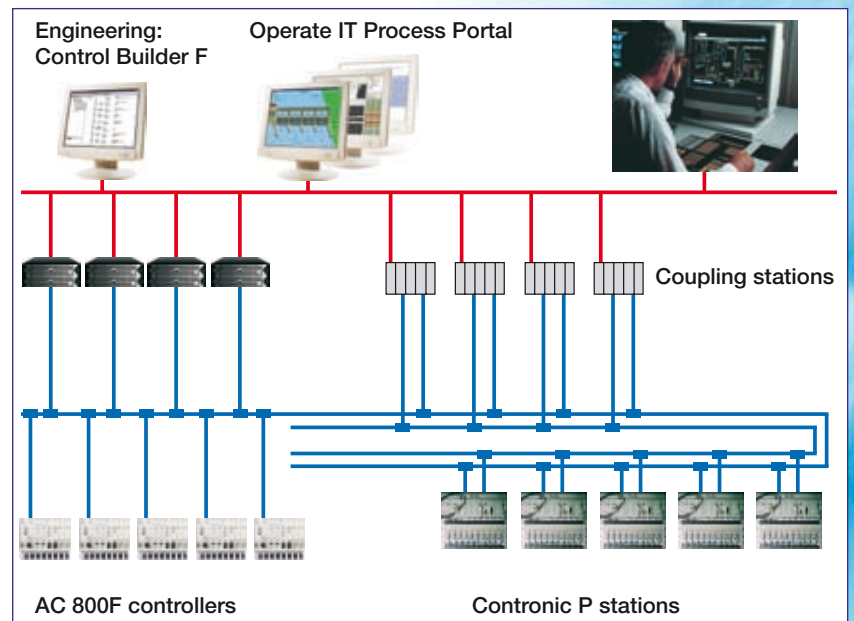 Engineering:
Control Builder F
Operate IT Process Portal
Coupling stations
AC 800F controllers
Contronic P stations